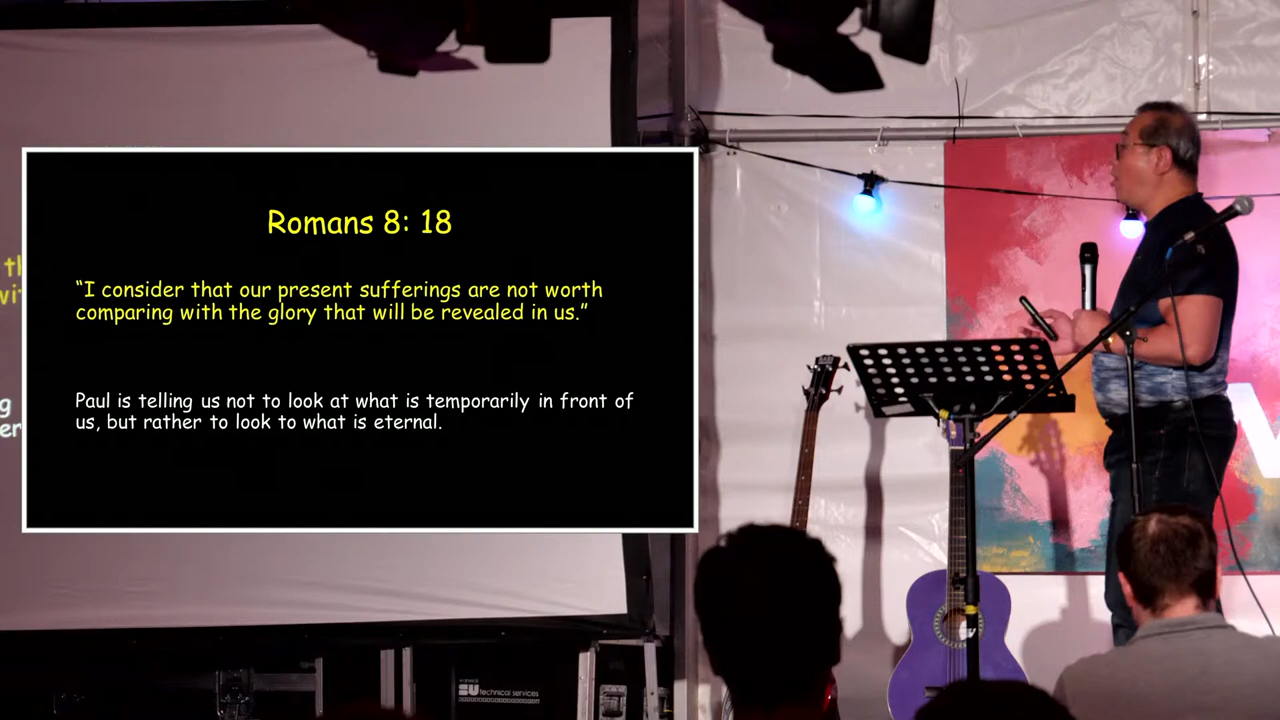 Romans 8: 18
“I consider that our present sufferings are not worth
comparing with the glory that will be revealed in us.”
Paul is telling us not to look at what is temporarily in front of
us, but rather to look to what is eternal.
technical services